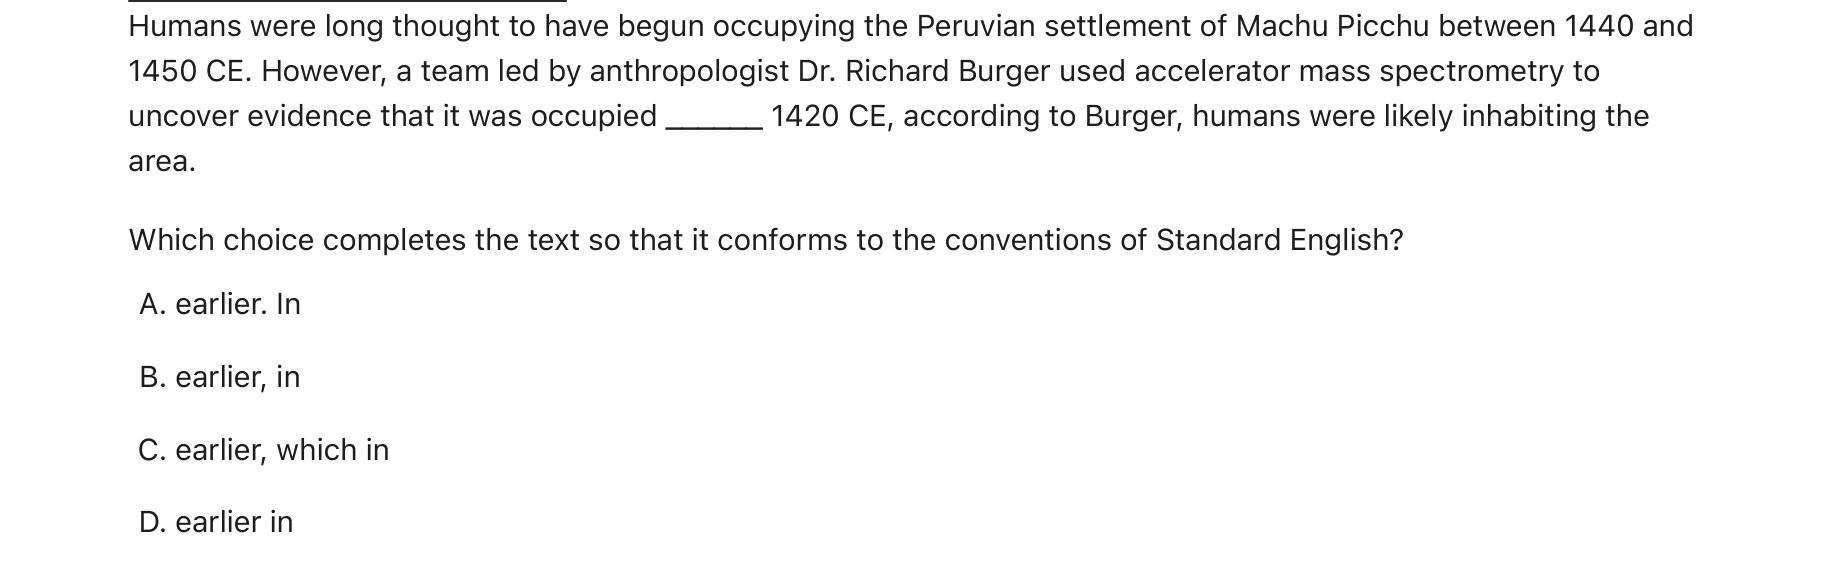 Humans were long thought to have begun occupying the Peruvian settlement of Machu Picchu between 1440 and
1450 CE. However, a team led by anthropologist Dr. Richard Burger used accelerator mass spectrometry to
uncover evidence that it was occupied ______ 1420 CE, according to Burger, humans were likely inhabiting the
area.
Which choice completes the text so that it conforms to the conventions of Standard English?
A. earlier. In
B. earlier, in
C. earlier, which in
D. earlier in